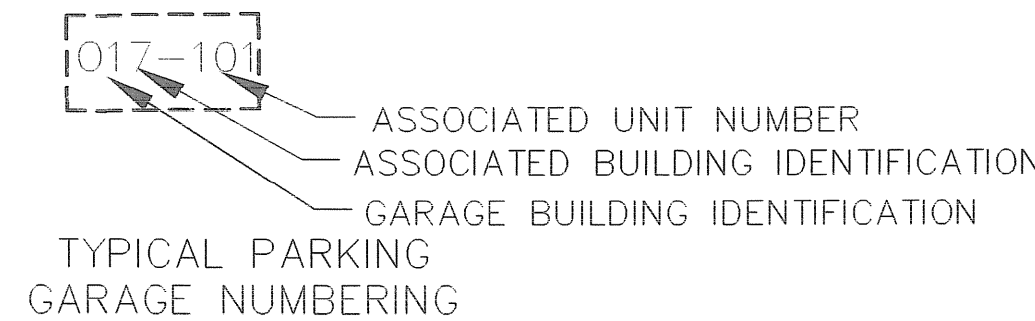 017-101
ASSOCIATED UNIT NUMBER
ASSOCIATED BUILDING IDENTIFICATION
GARAGE BUILDING IDENTIFICATION
TYPICAL PARKING
GARAGE NUMBERING